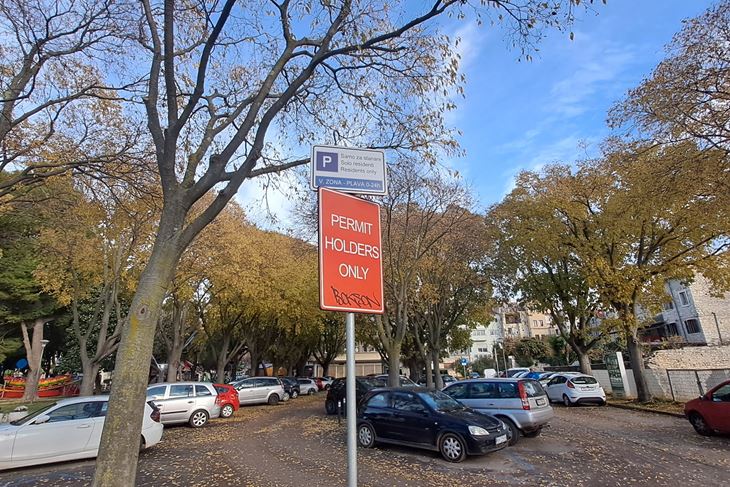 P
Samo za stanare
Solo residenti
Residents only
V. ZONA - PLAVA 0-24h
PERMIT
HOLDERS
ONLY